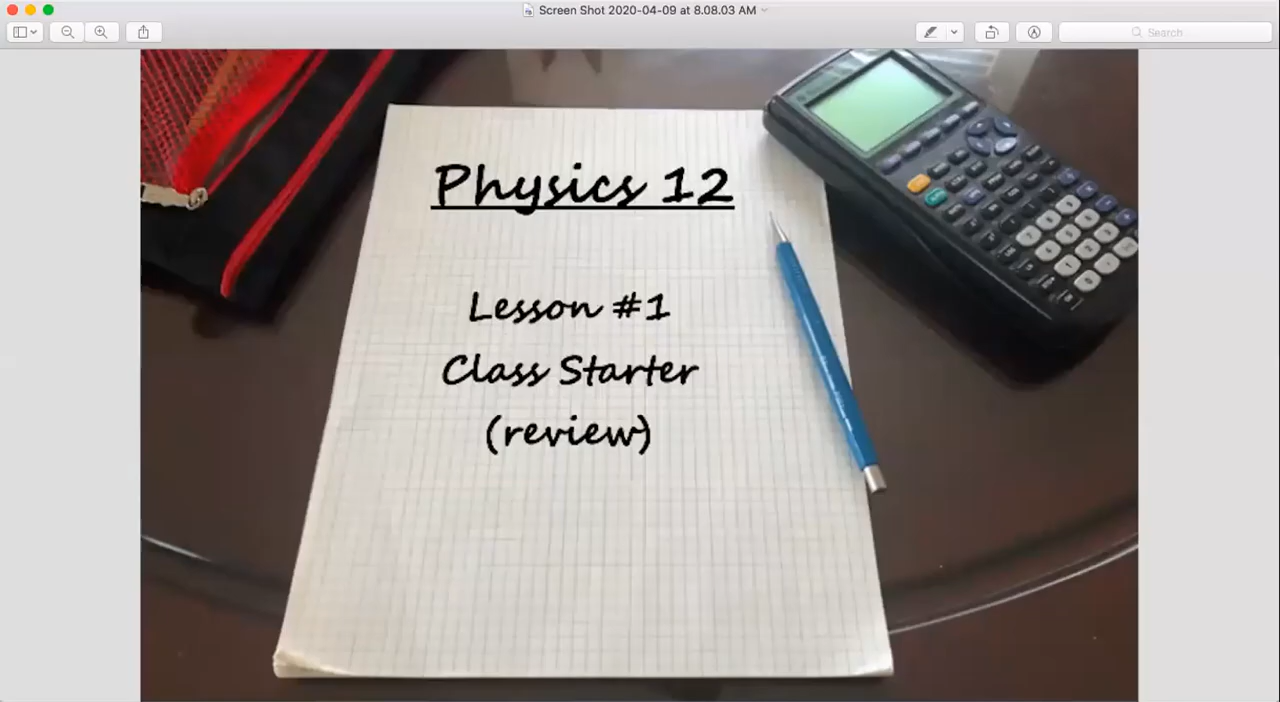 Screen Shot 2020-04-09 at 8.08.03 AM
Search
Physics 12
Lesson #1
Class Starter
(review)